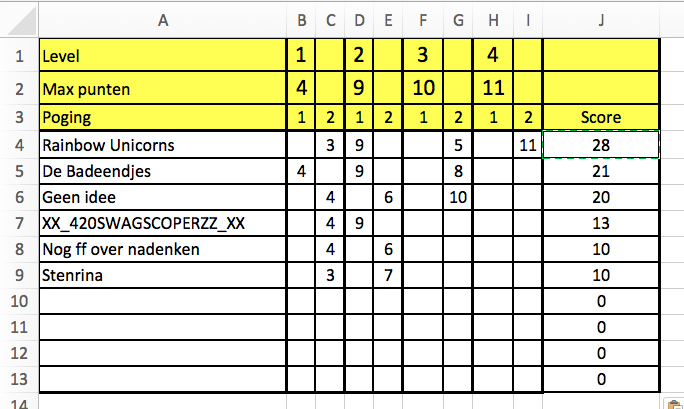 A B C D E F G H I J
1 Level 1 2 3 4
2 Max punten 4 9 10 11
3 Poging 1 2 1 2 1 2 1 2 Score
4 Rainbow Unicorns 3 9 5 11 28
5 De Badeendjes 4 9 8 21
6 Geen idee 4 6 10 20
7 XX_420SWAGSCOPERZZ_XX 4 9 13
8 Nog ff over nadenken 4 6 10
9 Stenrina 3 7 10
10 0
11 0
12 0
13 0
14